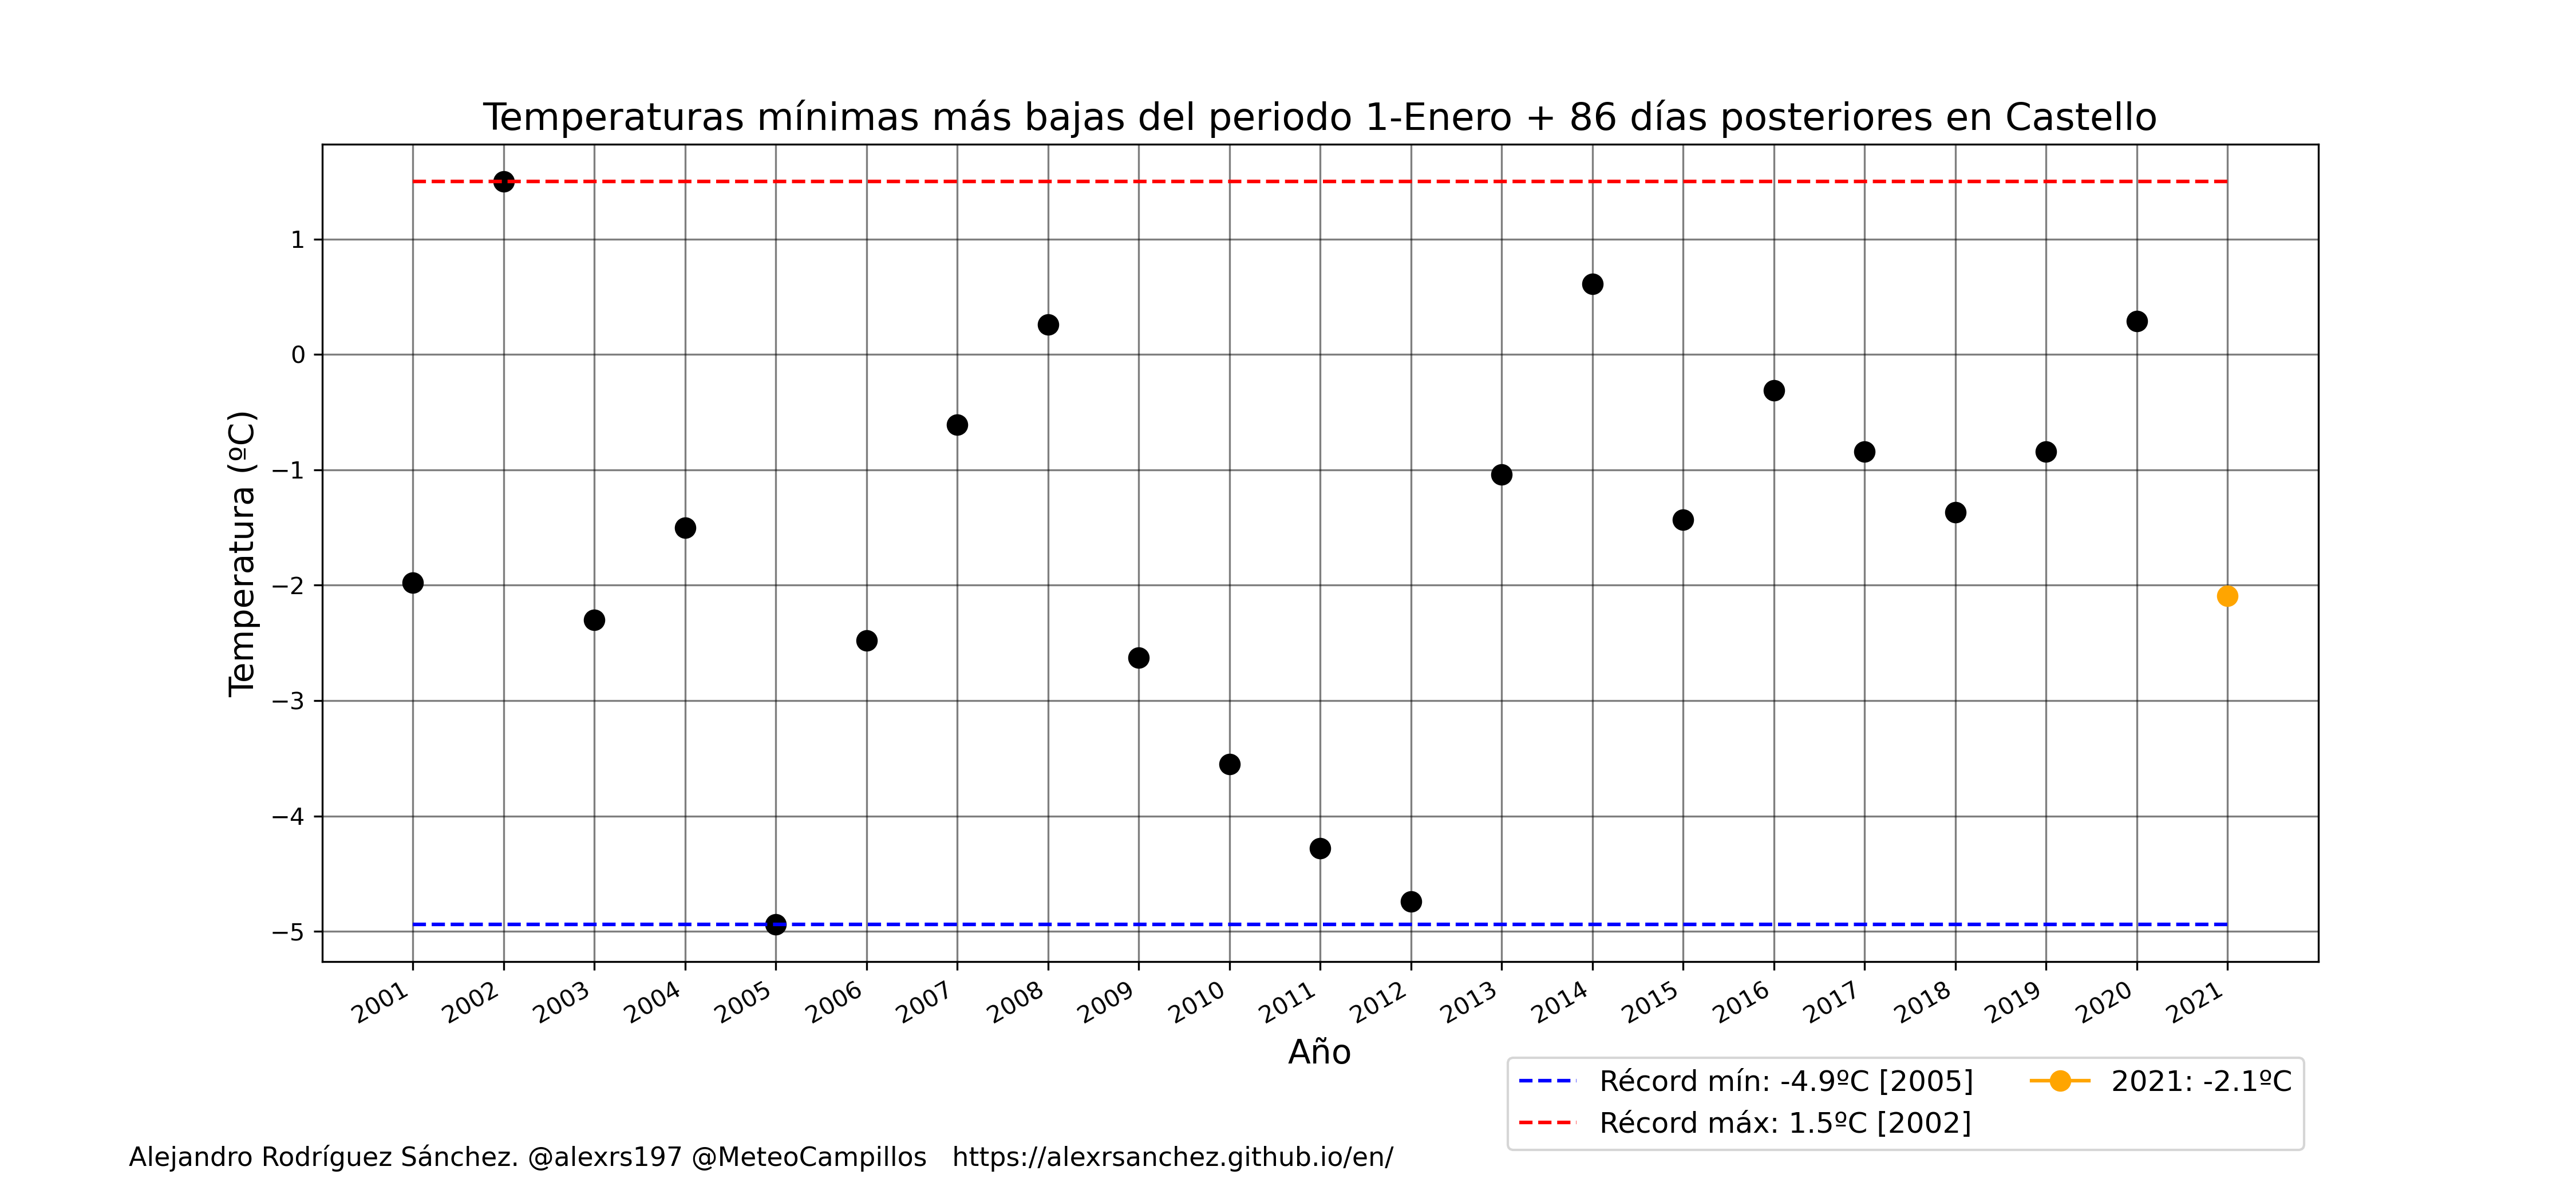 Temperaturas mínimas más bajas del periodo 1-Enero + 86 días posteriores en Castello
Temperatura (ºC)
1
0
−1
−2
−3
−4
−5
2001 2002 2003 2004 2005 2006 2007 2008 2009 2010 2011 2012 2013 2014 2015 2016 2017 2018 2019 2020 2021
Año
Récord mín: -4.9ºC [2005]
Récord máx: 1.5ºC [2002]
2021: -2.1ºC
Alejandro Rodríguez Sánchez. @alexrs197 @MeteoCampillos https://alexrsanchez.github.io/en/